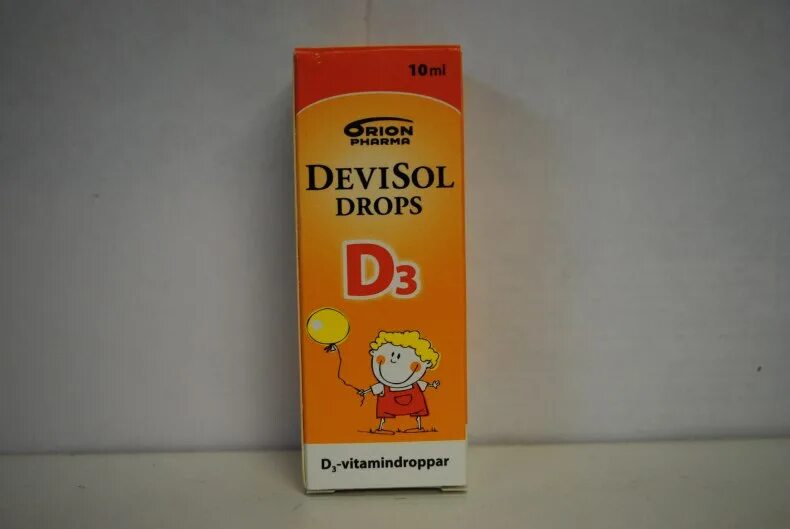 10ml
ORION
PHARMA
DEVISOL
DROPS
D3
D₃-vitamindroppar